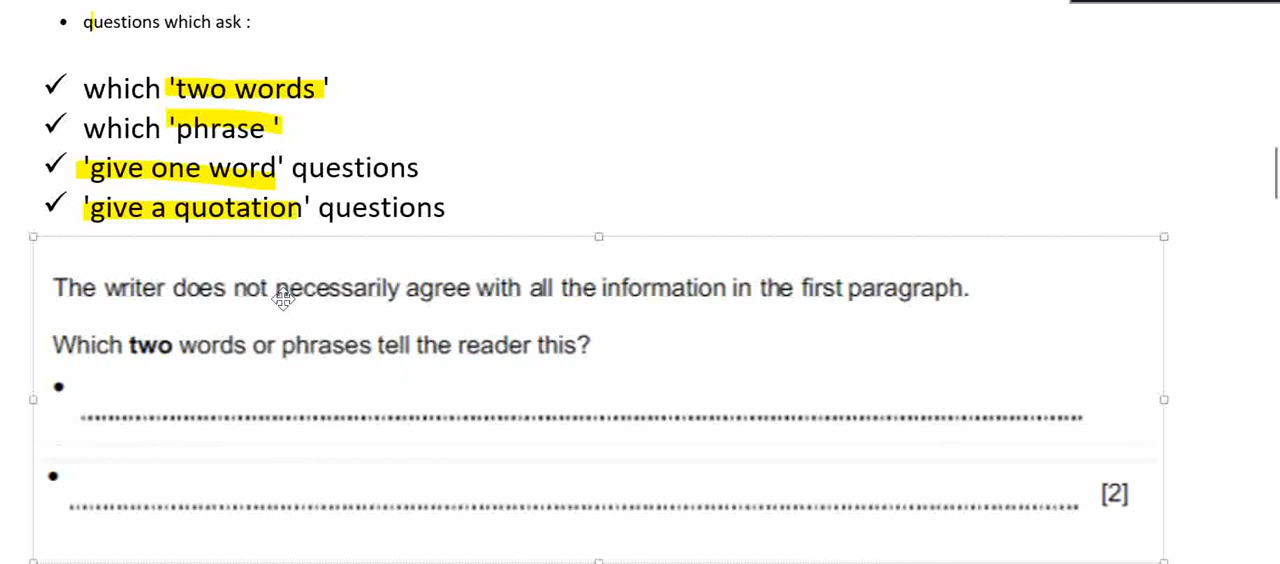 • questions which ask :
✓ which 'two words '
✓ which 'phrase '
✓ 'give one word' questions
✓ 'give a quotation' questions
The writer does not necessarily agree with all the information in the first paragraph.
Which two words or phrases tell the reader this?
•
• [2]